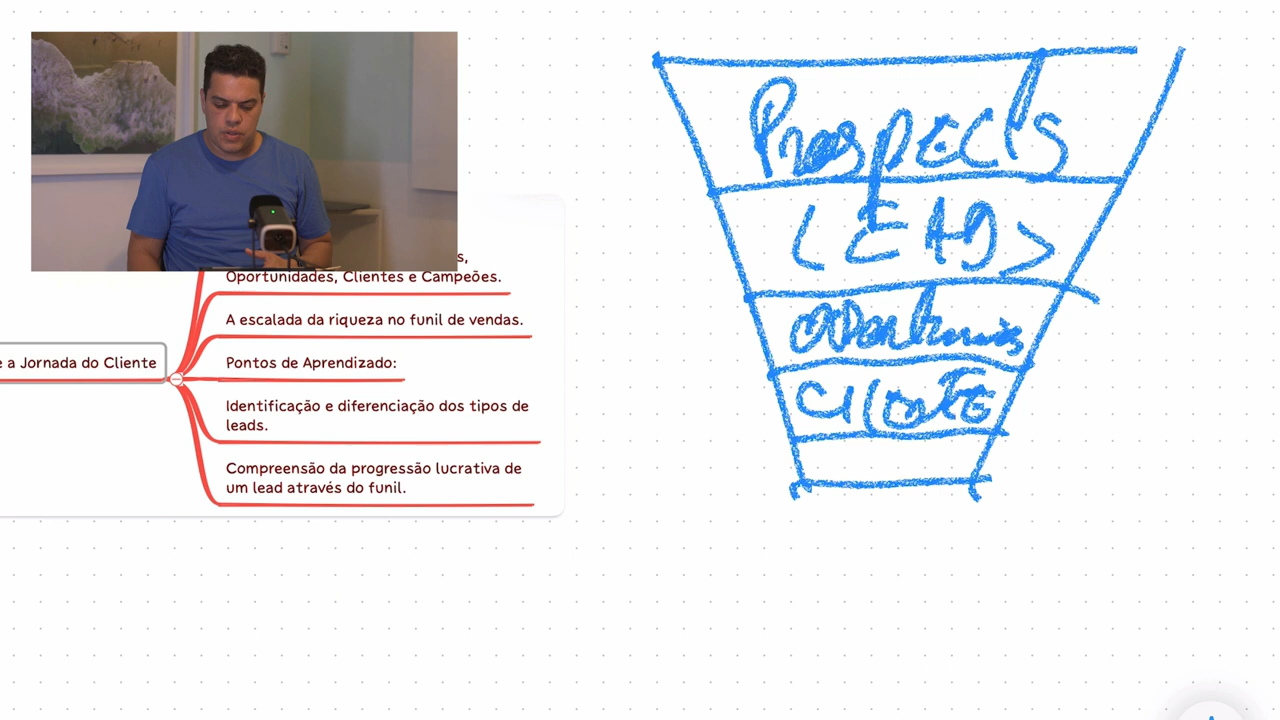 s,
Oportunidades, Clientes e Campeões.
A escalada da riqueza no funil de vendas.
e a Jornada do Cliente
Pontos de Aprendizado:
Identificação e diferenciação dos tipos de
leads.
Compreensão da progressão lucrativa de
um lead através do funil.
Prospects
LEAD
Cliente